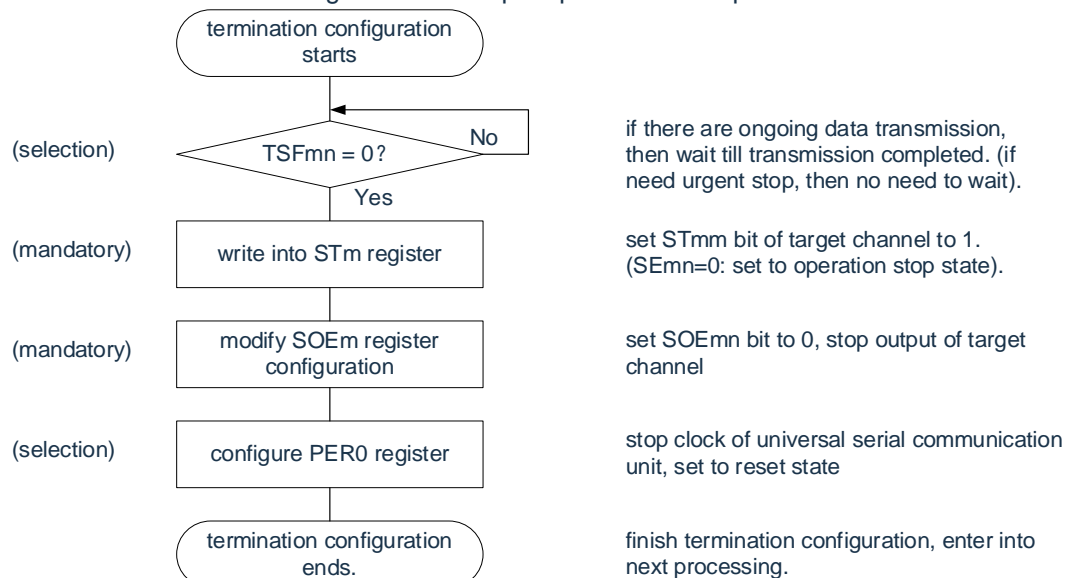 termination configuration
starts
(selection)
TSFmn = 0?
No
Yes
if there are ongoing data transmission,
then wait till transmission completed. (if
need urgent stop, then no need to wait).
(mandatory)
write into STm register
set STmm bit of target channel to 1.
(SEmn=0: set to operation stop state).
(mandatory)
modify SOEm register
configuration
set SOEmn bit to 0, stop output of target
channel
(selection)
configure PER0 register
stop clock of universal serial communication
unit, set to reset state
termination configuration
ends.
finish termination configuration, enter into
next processing.